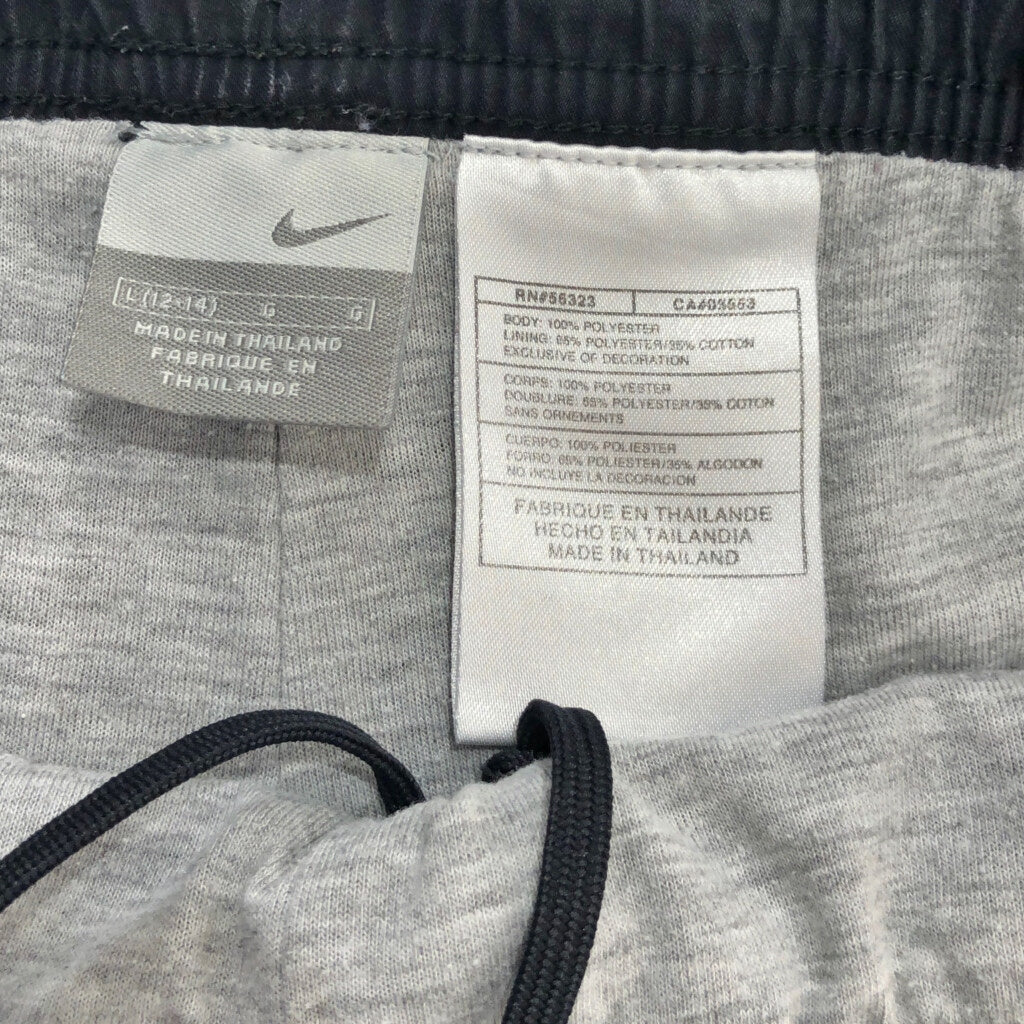 L (12-14) G G
MADE IN THAILAND
FABRIQUE EN
THAILANDE
RN#56323 CA#05553
BODY: 100% POLYESTER
LINING: 65% POLYESTER/35% COTTON
EXCLUSIVE OF DECORATION
CORPS: 100% POLYESTER
DOUBLURE: 65% POLYESTER/35% COTON
SANS ORNEMENTS
CUERPO: 100% POLIESTER
FORRO: 65% POLIESTER/35% ALGODON
NO INCLUYE LA DECORACION
FABRIQUE EN THAILANDE
HECHO EN TAILANDIA
MADE IN THAILAND